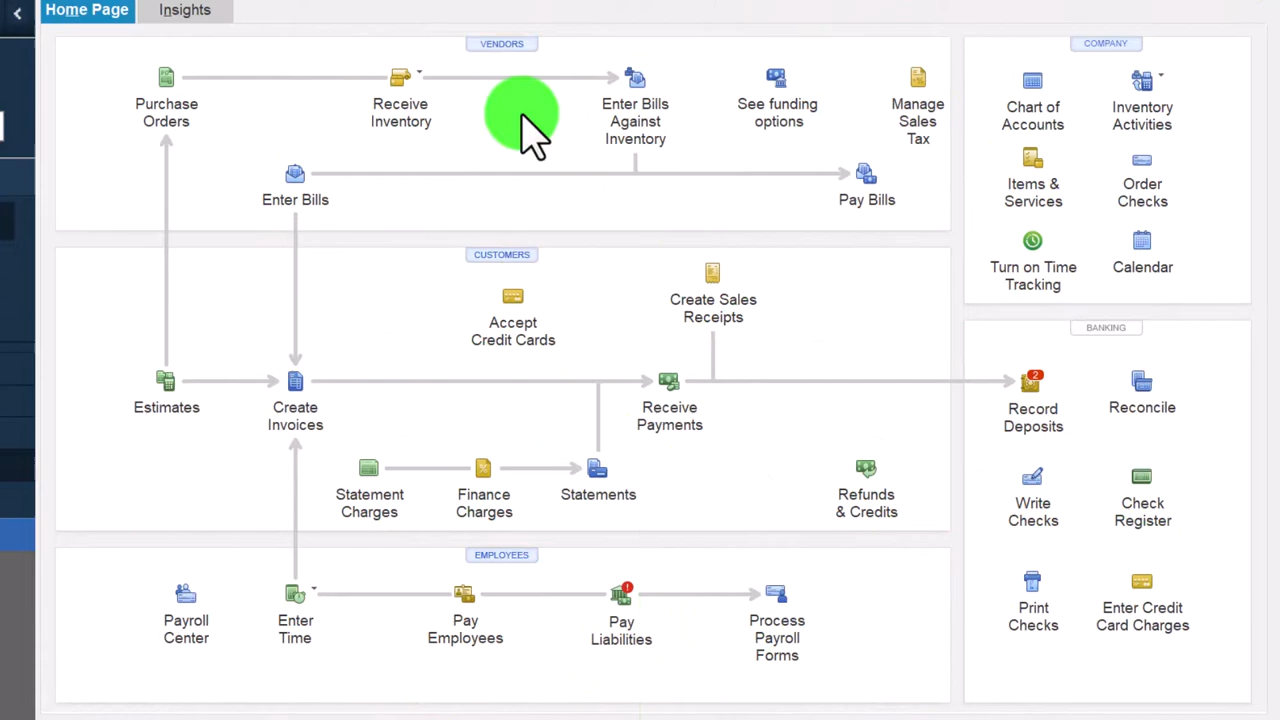 Home Page
Insights
VENDORS
Purchase
Orders
Receive
Inventory
Enter Bills
Against
Inventory
See funding
options
Manage
Sales
Tax
Enter Bills
Pay Bills
CUSTOMERS
Accept
Credit Cards
Create Sales
Receipts
Estimates
Create
Invoices
Receive
Payments
Statement
Charges
Finance
Charges
Statements
Refunds
& Credits
EMPLOYEES
Payroll
Center
Enter
Time
Pay
Employees
Pay
Liabilities
Process
Payroll
Forms
COMPANY
Chart of
Accounts
Inventory
Activities
Items &
Services
Order
Checks
Turn on Time
Tracking
Calendar
BANKING
2
Record
Deposits
Reconcile
Write
Checks
Check
Register
Print
Checks
Enter Credit
Card Charges